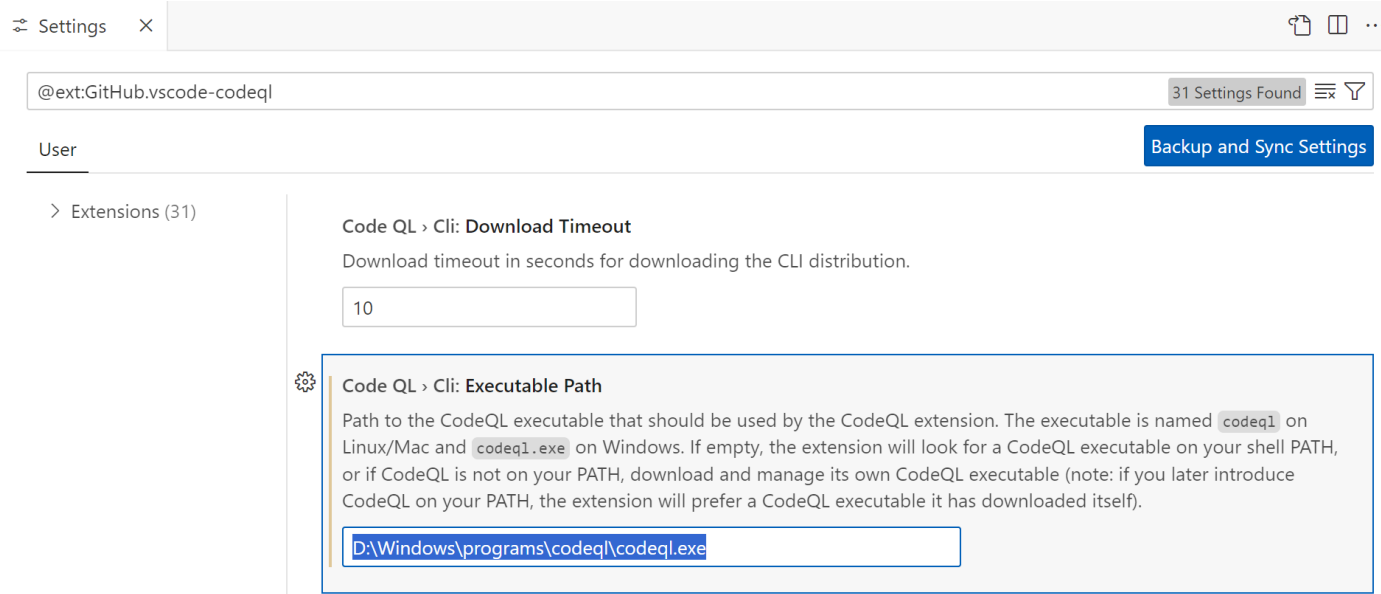 Settings
@ext:GitHub.vscode-codeql
31 Settings Found
User
Backup and Sync Settings
Extensions (31)
Code QL › Cli: Download Timeout
Download timeout in seconds for downloading the CLI distribution.
10
Code QL › Cli: Executable Path
Path to the CodeQL executable that should be used by the CodeQL extension. The executable is named codeql on
Linux/Mac and codeql.exe on Windows. If empty, the extension will look for a CodeQL executable on your shell PATH,
or if CodeQL is not on your PATH, download and manage its own CodeQL executable (note: if you later introduce
CodeQL on your PATH, the extension will prefer a CodeQL executable it has downloaded itself).
D:\Windows\programs\codeql\codeql.exe